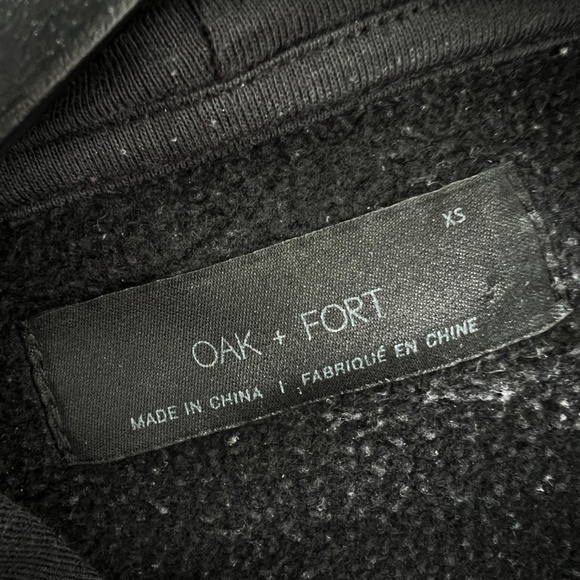 XS
OAK + FORT
MADE IN CHINA | FABRIQUÉ EN CHINE